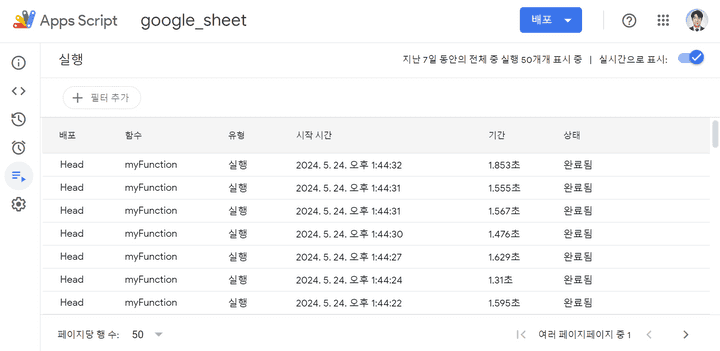 Apps Script google_sheet 배포
실행 지난 7일 동안의 전체 중 실행 50개개 표시 중 | 실시간으로 표시:
필터 추가
배포 함수 유형 시작 시간 기간 상태
Head myFunction 실행 2024. 5. 24. 오후 1:44:32 1.853초 완료됨
Head myFunction 실행 2024. 5. 24. 오후 1:44:31 1.555초 완료됨
Head myFunction 실행 2024. 5. 24. 오후 1:44:31 1.567초 완료됨
Head myFunction 실행 2024. 5. 24. 오후 1:44:30 1.476초 완료됨
Head myFunction 실행 2024. 5. 24. 오후 1:44:27 1.629초 완료됨
Head myFunction 실행 2024. 5. 24. 오후 1:44:24 1.31초 완료됨
Head myFunction 실행 2024. 5. 24. 오후 1:44:22 1.595초 완료됨
페이지당 행 수: 50 여러 페이지페이지 중 1